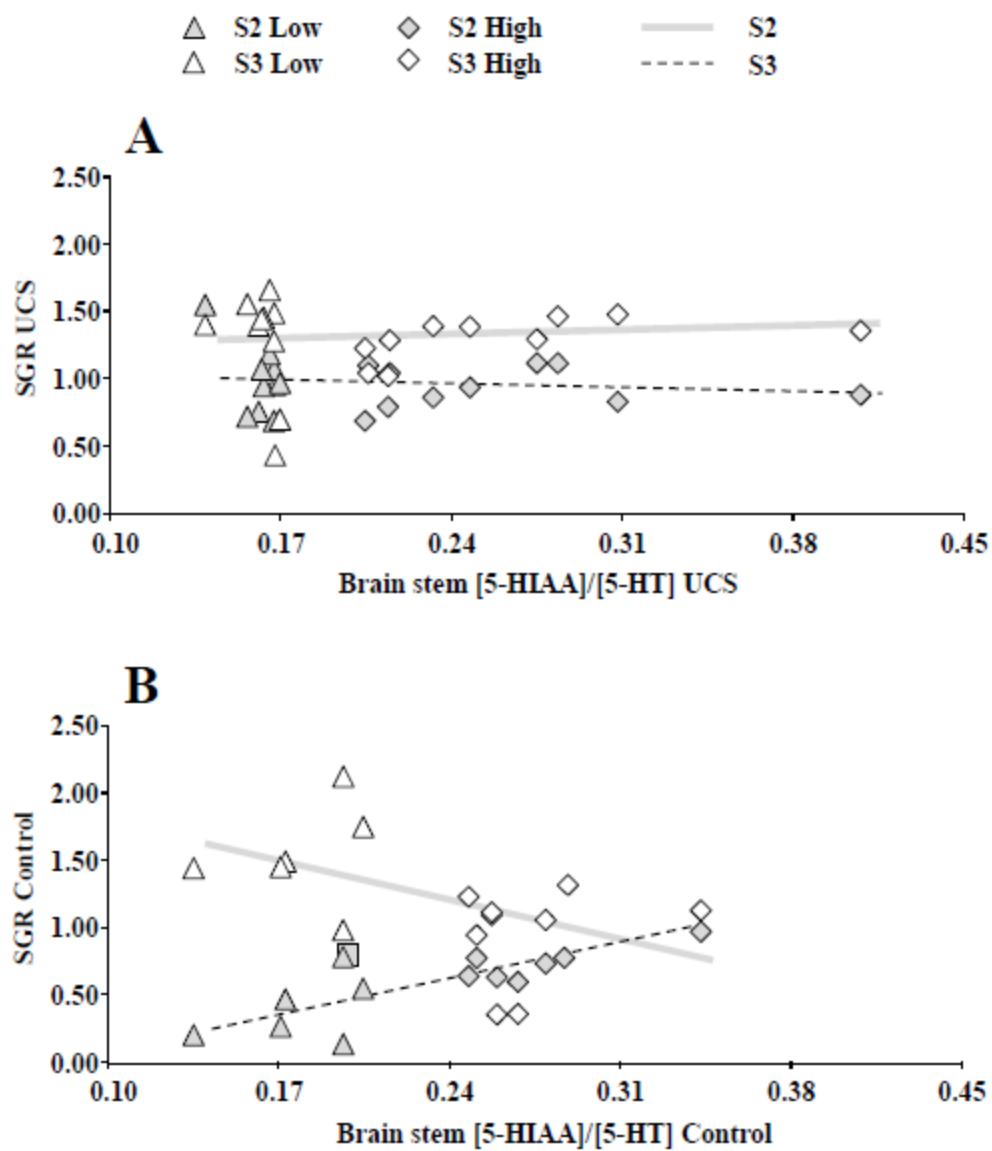 S2 Low S2 High S2
S3 Low S3 High S3
A
2.50
2.00
1.50
1.00
0.50
0.00
SGR UCS
0.10 0.17 0.24 0.31 0.38 0.45
Brain stem [5-HIAA]/[5-HT] UCS
B
2.50
2.00
1.50
1.00
0.50
0.00
SGR Control
0.10 0.17 0.24 0.31 0.38 0.45
Brain stem [5-HIAA]/[5-HT] Control